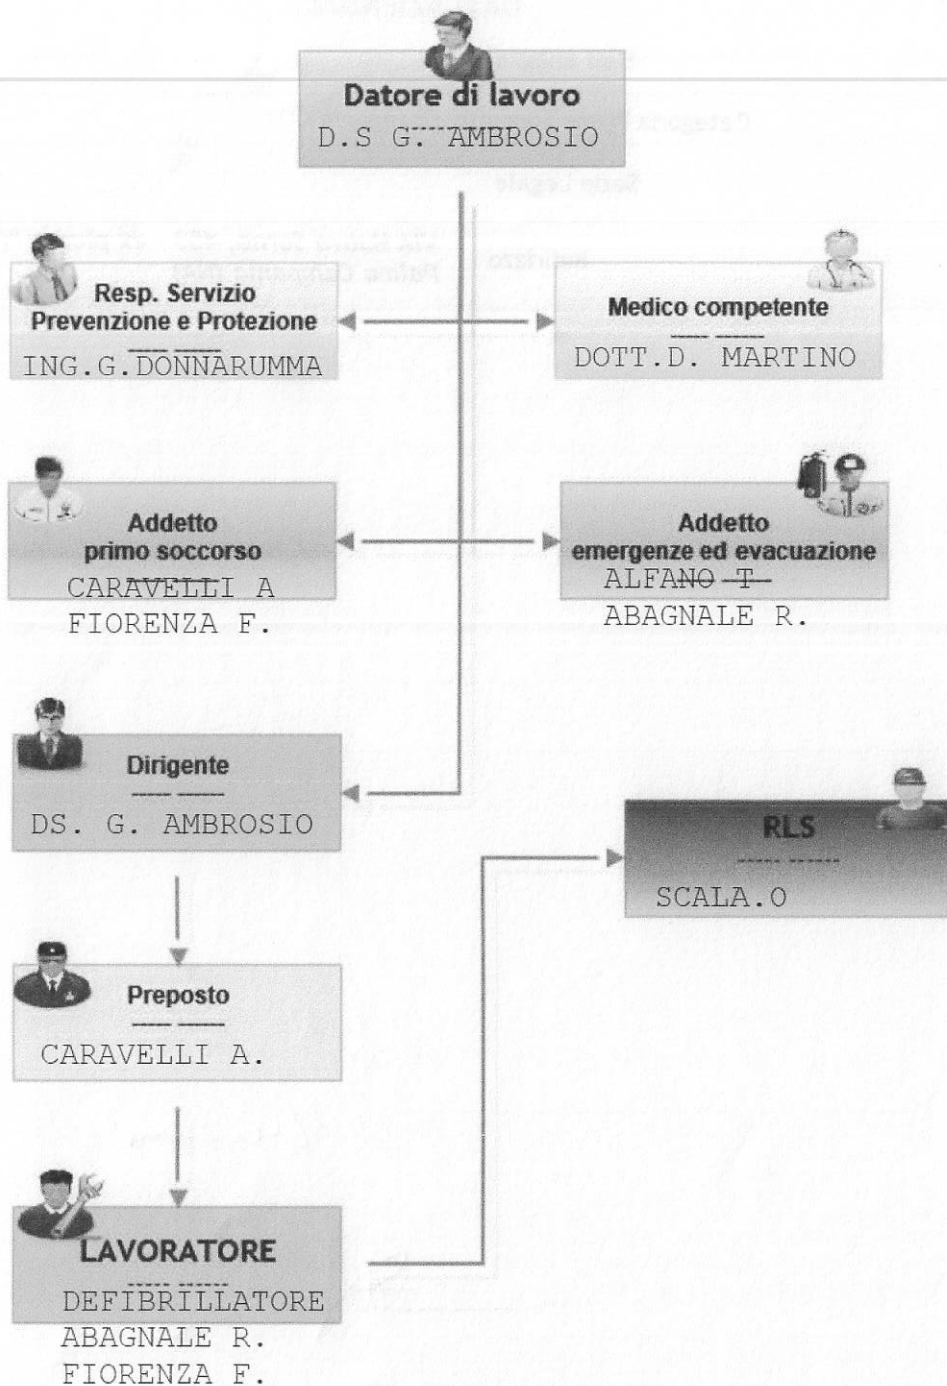 Datore di lavoro
D.S G. AMBROSIO
Resp. Servizio
Prevenzione e Protezione
ING.G.DONNARUMMA
Medico competente
DOTT.D. MARTINO
Addetto
primo soccorso
CARAVELLI A
FIORENZA F.
Addetto
emergenze ed evacuazione
ALFANO T
ABAGNALE R.
Dirigente
DS. G. AMBROSIO
RLS
SCALA.O
Preposto
CARAVELLI A.
LAVORATORE
DEFIBRILLATORE
ABAGNALE R.
FIORENZA F.